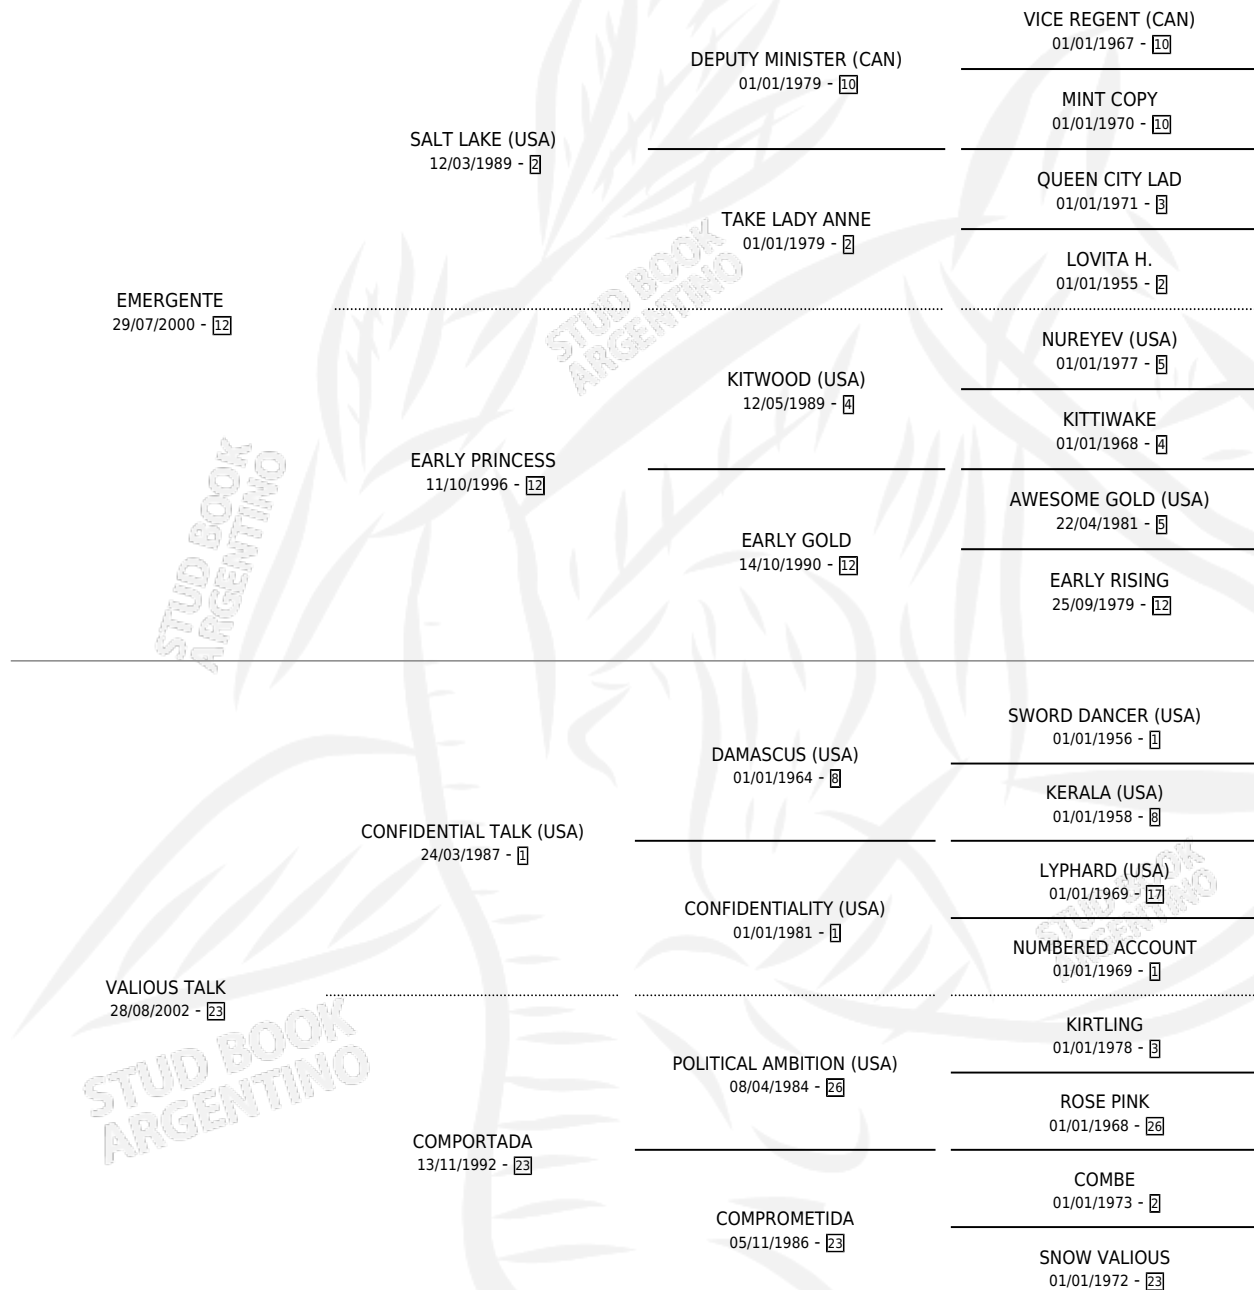 VICE REGENT (CAN)
01/01/1967 - 10
DEPUTY MINISTER (CAN)
01/01/1979 - 10
MINT COPY
01/01/1970 - 10
SALT LAKE (USA)
12/03/1989 - 2
QUEEN CITY LAD
01/01/1971 - 3
TAKE LADY ANNE
01/01/1979 - 2
LOVITA H.
01/01/1955 - 2
EMERGENTE
29/07/2000 - 12
NUREYEV (USA)
01/01/1977 - 5
KITWOOD (USA)
12/05/1989 - 4
KITTIWAKE
01/01/1968 - 4
EARLY PRINCESS
11/10/1996 - 12
AWESOME GOLD (USA)
22/04/1981 - 5
EARLY GOLD
14/10/1990 - 12
EARLY RISING
25/09/1979 - 12
SWORD DANCER (USA)
01/01/1956 - 1
DAMASCUS (USA)
01/01/1964 - 8
KERALA (USA)
01/01/1958 - 8
CONFIDENTIAL TALK (USA)
24/03/1987 - 1
LYPHARD (USA)
01/01/1969 - 17
CONFIDENTIALITY (USA)
01/01/1981 - 1
NUMBERED ACCOUNT
01/01/1969 - 1
VALIOUS TALK
28/08/2002 - 23
KIRTLING
01/01/1978 - 3
POLITICAL AMBITION (USA)
08/04/1984 - 26
ROSE PINK
01/01/1968 - 26
COMPORTADA
13/11/1992 - 23
COMBE
01/01/1973 - 2
COMPROMETIDA
05/11/1986 - 23
SNOW VALIOUS
01/01/1972 - 23
STUD BOOK
ARGENTINO
STUD BOOK
ARGENTINO
STUD BOOK
ARGENTINO
STUD BOOK
ARGENTINO